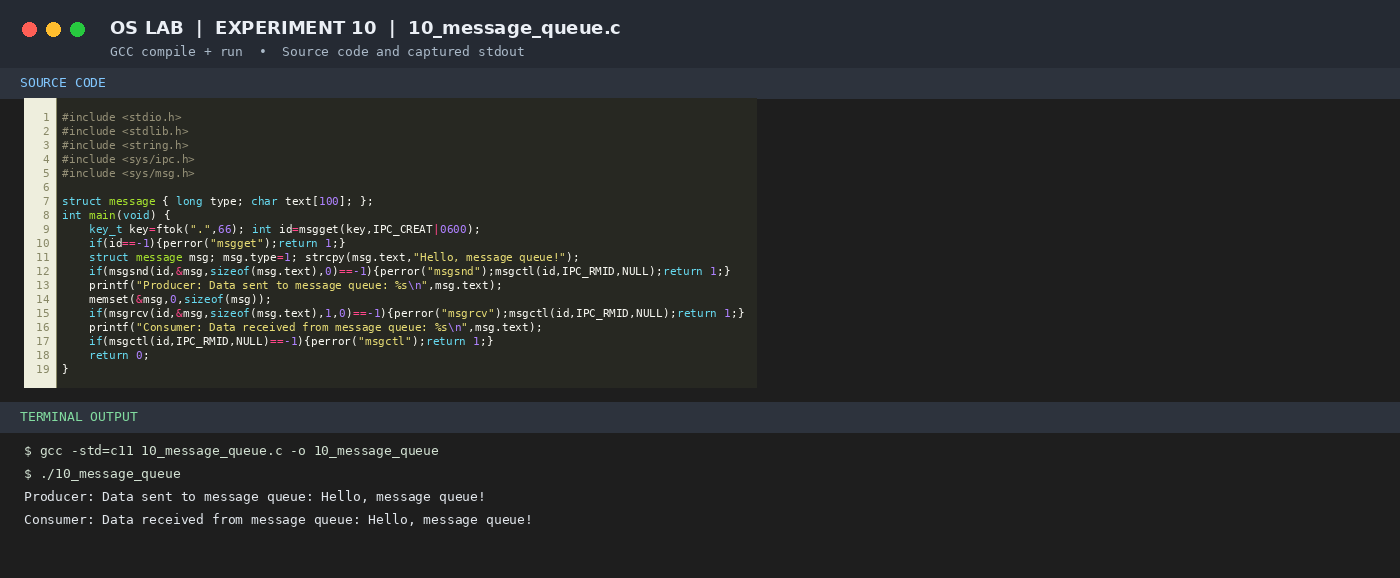 OS LAB | EXPERIMENT 10 | 10_message_queue.c
GCC compile + run • Source code and captured stdout
SOURCE CODE
1 #include <stdio.h>
2 #include <stdlib.h>
3 #include <string.h>
4 #include <sys/ipc.h>
5 #include <sys/msg.h>
6
7 struct message { long type; char text[100]; };
8 int main(void) {
9     key_t key=ftok(".",66); int id=msgget(key,IPC_CREAT|0600);
10     if(id==-1){perror("msgget");return 1;}
11     struct message msg; msg.type=1; strcpy(msg.text,"Hello, message queue!");
12     if(msgsnd(id,&msg,sizeof(msg.text),0)==-1){perror("msgsnd");msgctl(id,IPC_RMID,NULL);return 1;}
13     printf("Producer: Data sent to message queue: %s\n",msg.text);
14     memset(&msg,0,sizeof(msg));
15     if(msgrcv(id,&msg,sizeof(msg.text),1,0)==-1){perror("msgrcv");msgctl(id,IPC_RMID,NULL);return 1;}
16     printf("Consumer: Data received from message queue: %s\n",msg.text);
17     if(msgctl(id,IPC_RMID,NULL)==-1){perror("msgctl");return 1;}
18     return 0;
19 }
TERMINAL OUTPUT
$ gcc -std=c11 10_message_queue.c -o 10_message_queue
$ ./10_message_queue
Producer: Data sent to message queue: Hello, message queue!
Consumer: Data received from message queue: Hello, message queue!